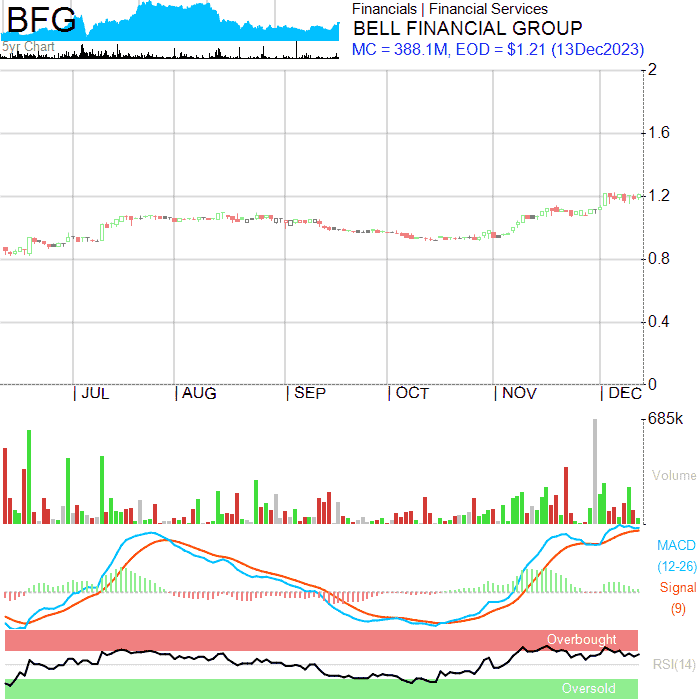 BFG
5yr Chart
Financials | Financial Services
BELL FINANCIAL GROUP
MC = 388.1M, EOD = $1.21 (13Dec2023)
2
1.6
1.2
0.8
0.4
0
| JUL | AUG | SEP | OCT | NOV | DEC
685k
Volume
MACD
(12-26)
Signal
(9)
Overbought
RSI(14)
Oversold